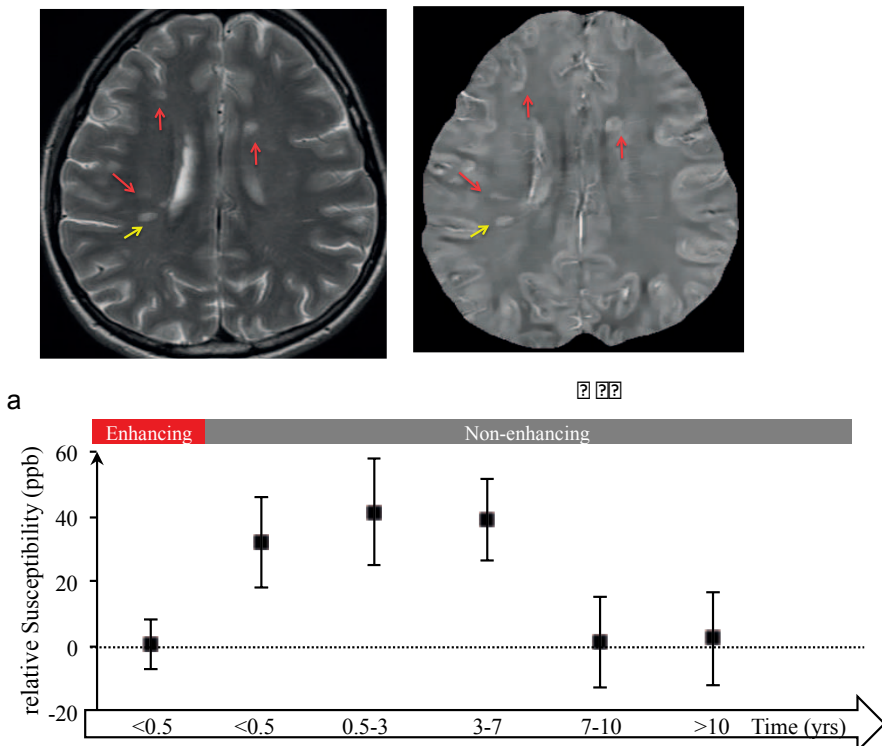 a
Enhancing Non-enhancing
relative Susceptibility (ppb)
60
40
20
0
-20
<0.5 <0.5 0.5-3 3-7 7-10 >10 Time (yrs)